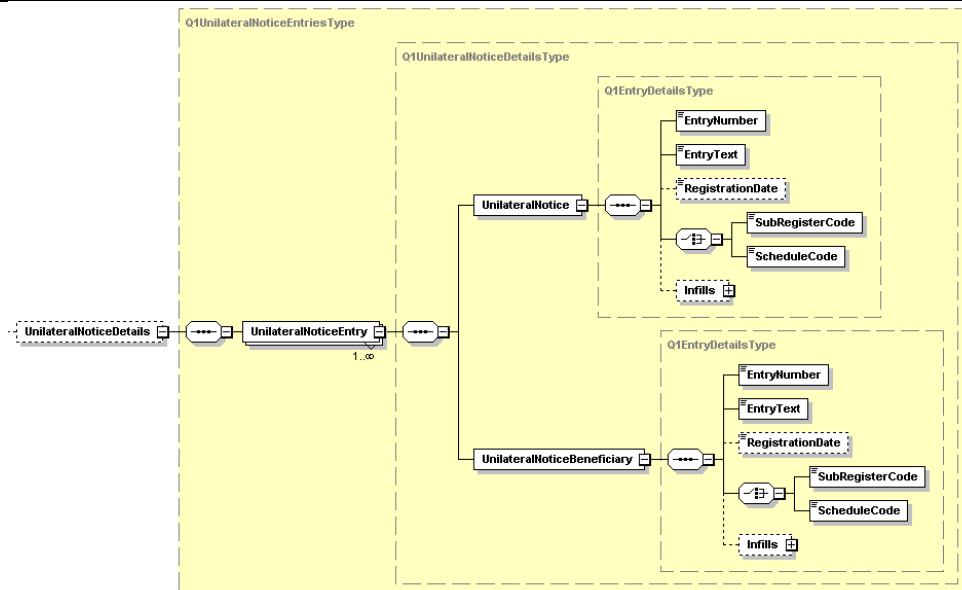 Q1UnilateralNoticeEntriesType
Q1UnilateralNoticeDetailsType
Q1EntryDetailsType
EntryNumber
EntryText
RegistrationDate
UnilateralNotice
SubRegisterCode
ScheduleCode
Infills
UnilateralNoticeDetails
UnilateralNoticeEntry
1..∞
Q1EntryDetailsType
EntryNumber
EntryText
RegistrationDate
UnilateralNoticeBeneficiary
SubRegisterCode
ScheduleCode
Infills